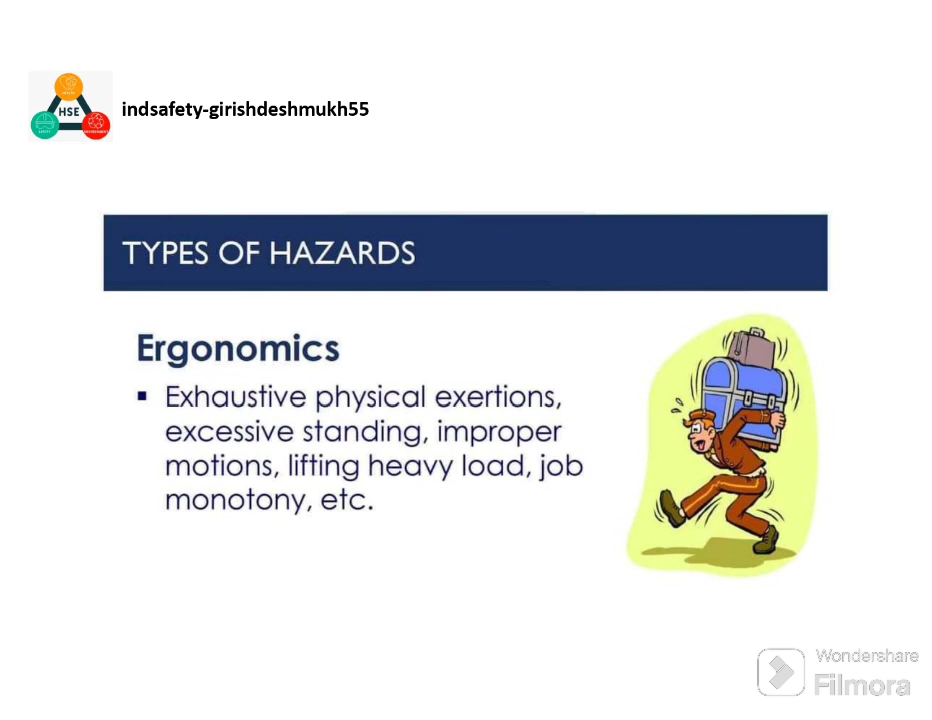 HSE
indsafety-girishdeshmukh55
TYPES OF HAZARDS
Ergonomics
▪ Exhaustive physical exertions,
excessive standing, improper
motions, lifting heavy load, job
monotony, etc.
Wondershare
Filmora